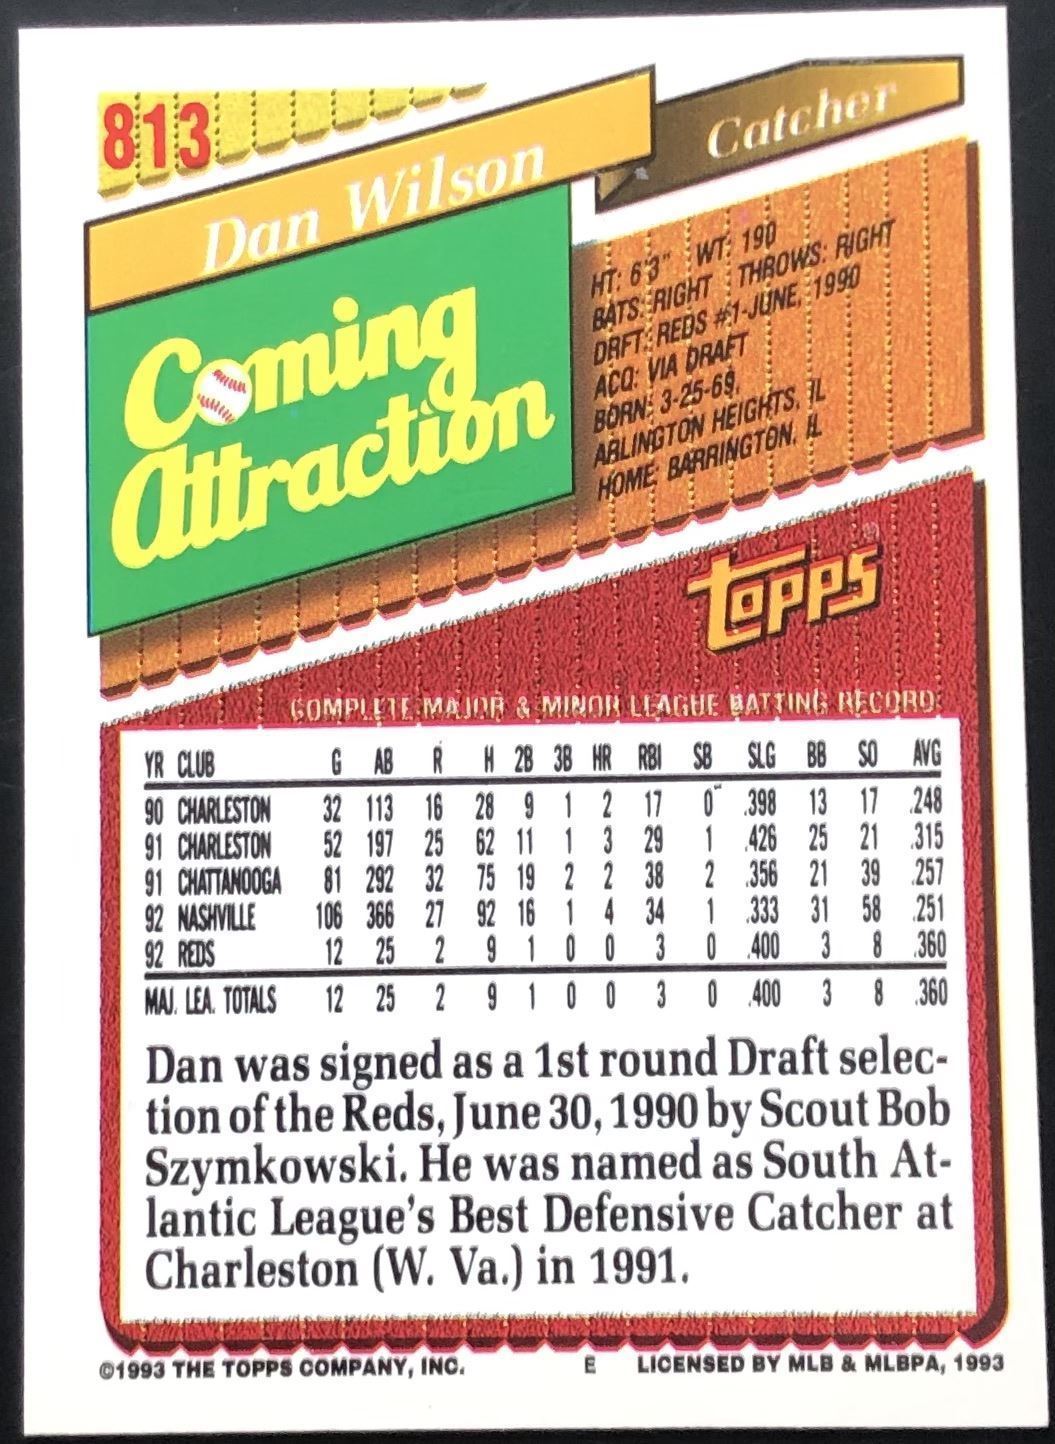 813
Dan Wilson
Catcher
Coming
Attraction
HT: 6'3" WT: 190
BATS: RIGHT THROWS: RIGHT
DRFT: REDS #1-JUNE, 1990
ACQ: VIA DRAFT
BORN: 3-25-69,
ARLINGTON HEIGHTS, IL
HOME: BARRINGTON, IL
topps®
COMPLETE MAJOR & MINOR LEAGUE BATTING RECORD
YR CLUB G AB R H 2B 3B HR RBI SB SLG BB SO AVG
90 CHARLESTON 32 113 16 28 9 1 2 17 0 .398 13 17 .248
91 CHARLESTON 52 197 25 62 11 1 3 29 1 .426 25 21 .315
91 CHATTANOOGA 81 292 32 75 19 2 2 38 2 .356 21 39 .257
92 NASHVILLE 106 366 27 92 16 1 4 34 1 .333 31 58 .251
92 REDS 12 25 2 9 1 0 0 3 0 .400 3 8 .360
MAJ. LEA. TOTALS 12 25 2 9 1 0 0 3 0 .400 3 8 .360
Dan was signed as a 1st round Draft selec-
tion of the Reds, June 30, 1990 by Scout Bob
Szymkowski. He was named as South At-
lantic League's Best Defensive Catcher at
Charleston (W. Va.) in 1991.
©1993 THE TOPPS COMPANY, INC. E LICENSED BY MLB & MLBPA, 1993